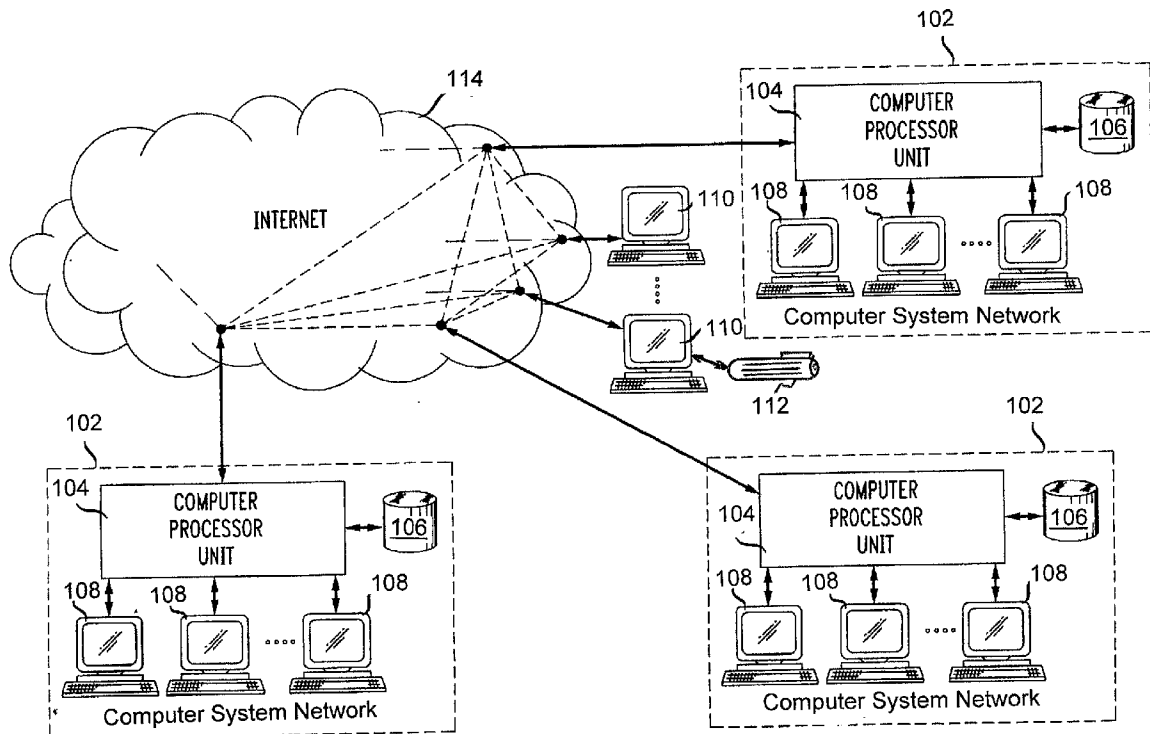 102
114
104
COMPUTER
PROCESSOR
UNIT
106
INTERNET
110
108
108
108
Computer System Network
110
112
102
104
COMPUTER
PROCESSOR
UNIT
106
108
108
108
Computer System Network
102
104
COMPUTER
PROCESSOR
UNIT
106
108
108
108
Computer System Network